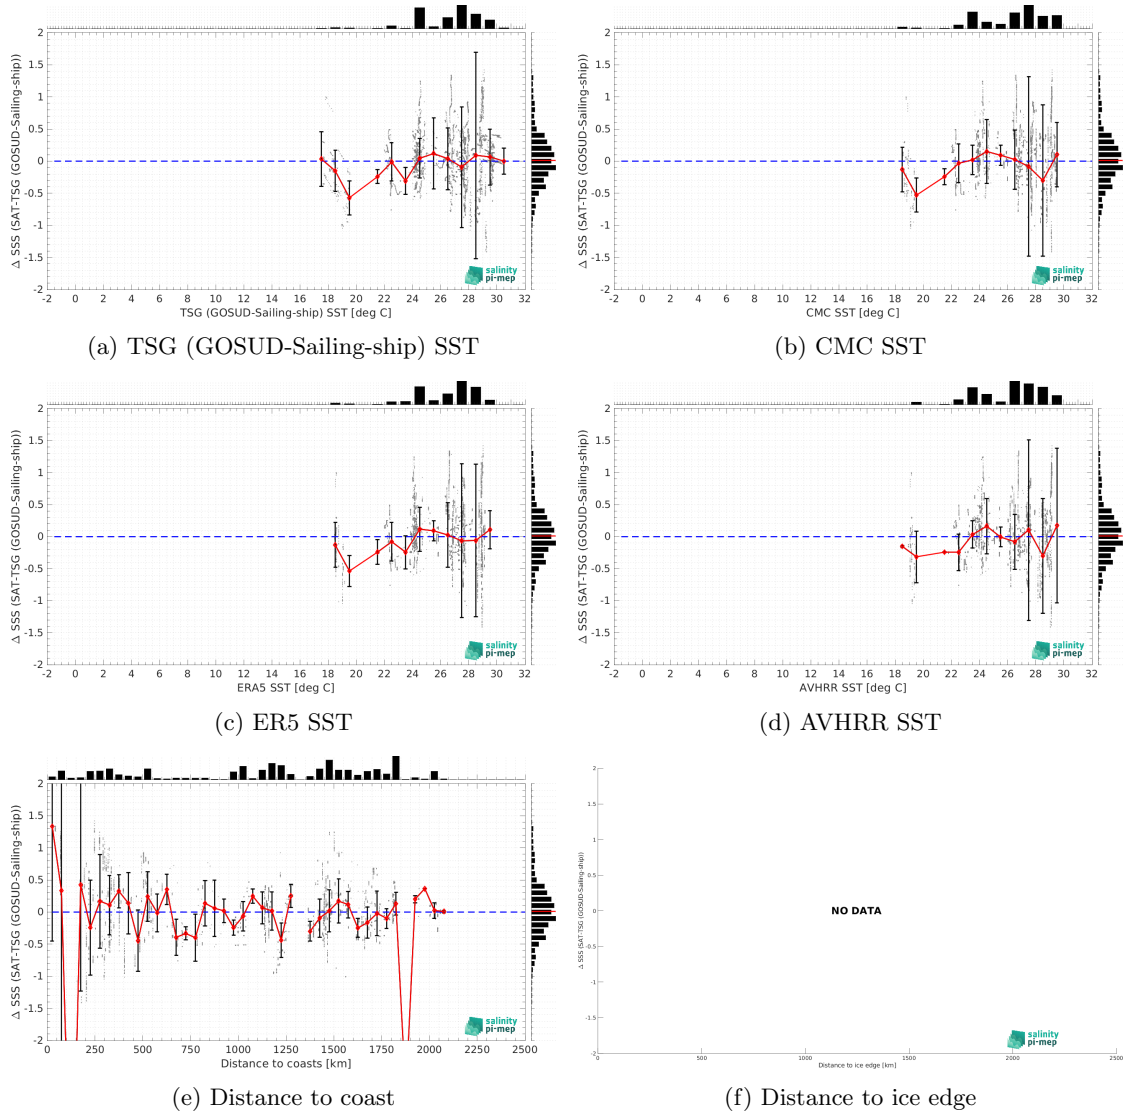 2
1.5
1
0.5
0
-0.5
-1
-1.5
-2
Δ SSS (SAT-TSG (GOSUD-Sailing-ship))
-2 0 2 4 6 8 10 12 14 16 18 20 22 24 26 28 30 32
TSG (GOSUD-Sailing-ship) SST [deg C]
salinity
pi-mep
(a) TSG (GOSUD-Sailing-ship) SST
2
1.5
1
0.5
0
-0.5
-1
-1.5
-2
Δ SSS (SAT-TSG (GOSUD-Sailing-ship))
-2 0 2 4 6 8 10 12 14 16 18 20 22 24 26 28 30 32
CMC SST [deg C]
salinity
pi-mep
(b) CMC SST
2
1.5
1
0.5
0
-0.5
-1
-1.5
-2
Δ SSS (SAT-TSG (GOSUD-Sailing-ship))
-2 0 2 4 6 8 10 12 14 16 18 20 22 24 26 28 30 32
ERA5 SST [deg C]
salinity
pi-mep
(c) ER5 SST
2
1.5
1
0.5
0
-0.5
-1
-1.5
-2
Δ SSS (SAT-TSG (GOSUD-Sailing-ship))
-2 0 2 4 6 8 10 12 14 16 18 20 22 24 26 28 30 32
AVHRR SST [deg C]
salinity
pi-mep
(d) AVHRR SST
2
1.5
1
0.5
0
-0.5
-1
-1.5
-2
Δ SSS (SAT-TSG (GOSUD-Sailing-ship))
0 250 500 750 1000 1250 1500 1750 2000 2250 2500
Distance to coasts [km]
salinity
pi-mep
(e) Distance to coast
2
1.5
1
0.5
0
-0.5
-1
-1.5
-2
Δ SSS (SAT-TSG (GOSUD-Sailing-ship))
NO DATA
0 500 1000 1500 2000 2500
Distance to ice edge [km]
salinity
pi-mep
(f) Distance to ice edge